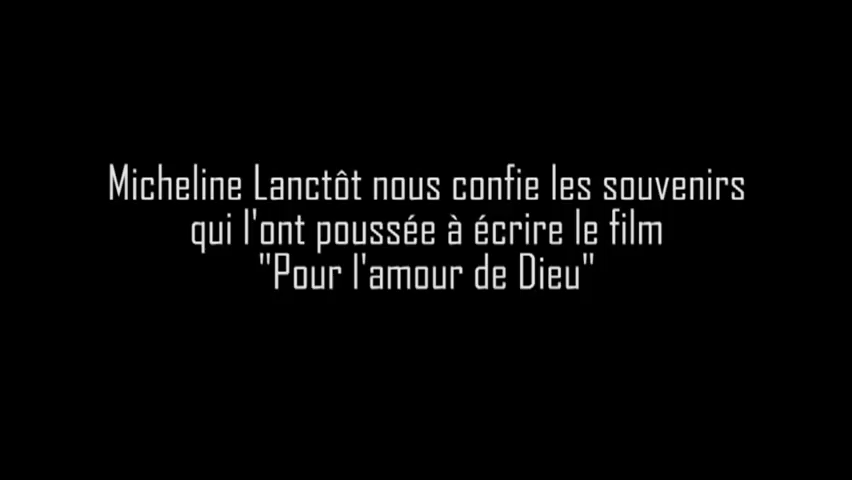 Micheline Lanctôt nous confie les souvenirs
qui l'ont poussée à écrire le film
"Pour l'amour de Dieu"